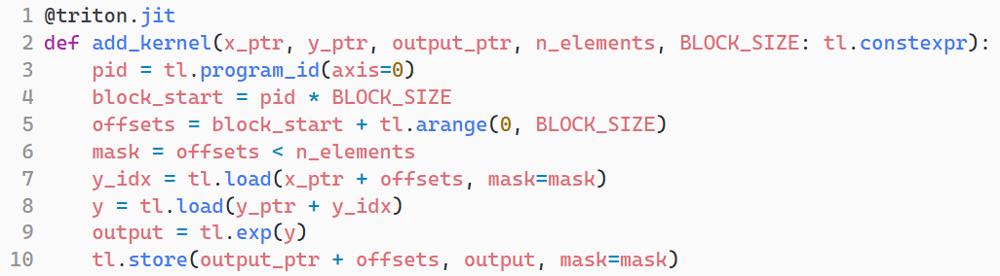 1 @triton.jit
2 def add_kernel(x_ptr, y_ptr, output_ptr, n_elements, BLOCK_SIZE: tl.constexpr):
3     pid = tl.program_id(axis=0)
4     block_start = pid * BLOCK_SIZE
5     offsets = block_start + tl.arange(0, BLOCK_SIZE)
6     mask = offsets < n_elements
7     y_idx = tl.load(x_ptr + offsets, mask=mask)
8     y = tl.load(y_ptr + y_idx)
9     output = tl.exp(y)
10     tl.store(output_ptr + offsets, output, mask=mask)